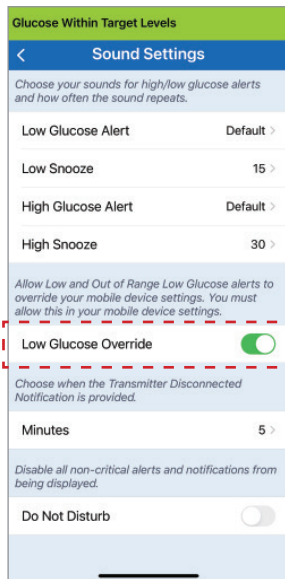 Glucose Within Target Levels
Sound Settings
Choose your sounds for high/low glucose alerts
and how often the sound repeats.
Low Glucose Alert Default >
Low Snooze 15 >
High Glucose Alert Default >
High Snooze 30 >
Allow Low and Out of Range Low Glucose alerts to
override your mobile device settings. You must
allow this in your mobile device settings.
Low Glucose Override
Choose when the Transmitter Disconnected
Notification is provided.
Minutes 5 >
Disable all non-critical alerts and notifications from
being displayed.
Do Not Disturb